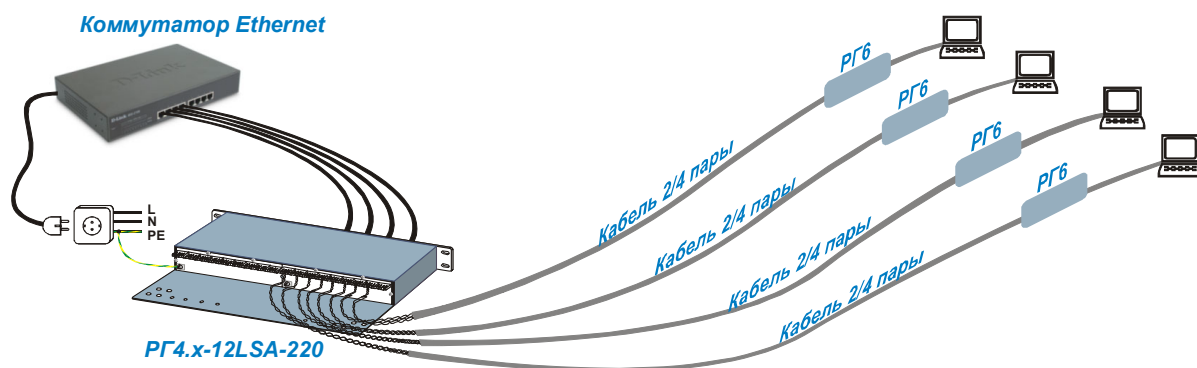 Коммутатор Ethernet
D-Link
L
N
PE
РГ4.x-12LSA-220
РГ6
РГ6
РГ6
РГ6
Кабель 2/4 пары
Кабель 2/4 пары
Кабель 2/4 пары
Кабель 2/4 пары